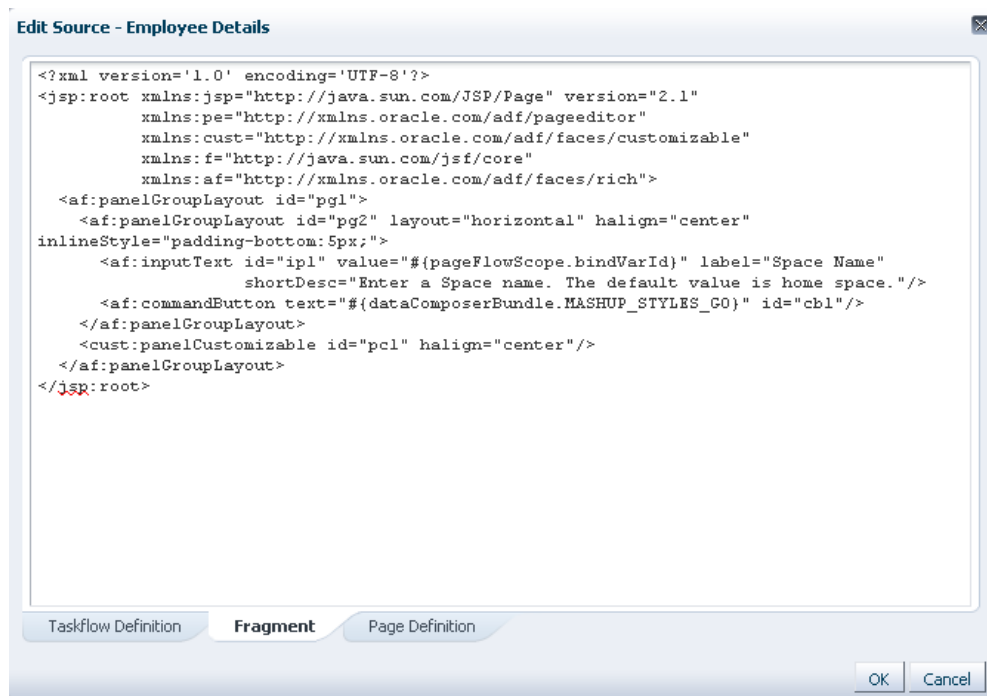 Edit Source - Employee Details
<?xml version='1.0' encoding='UTF-8'?>
<jsp:root xmlns:jsp="http://java.sun.com/JSP/Page" version="2.1"
          xmlns:pe="http://xmlns.oracle.com/adf/pageeditor"
          xmlns:cust="http://xmlns.oracle.com/adf/faces/customizable"
          xmlns:f="http://java.sun.com/jsf/core"
          xmlns:af="http://xmlns.oracle.com/adf/faces/rich">
  <af:panelGroupLayout id="pgl">
    <af:panelGroupLayout id="pg2" layout="horizontal" halign="center"
inlineStyle="padding-bottom:5px;">
      <af:inputText id="ipl" value="#{pageFlowScope.bindVarId}" label="Space Name"
                    shortDesc="Enter a Space name. The default value is home space."/>
      <af:commandButton text="#{dataComposerBundle.MASHUP_STYLES_GO}" id="cbl"/>
    </af:panelGroupLayout>
    <cust:panelCustomizable id="pcl" halign="center"/>
  </af:panelGroupLayout>
</jsp:root>
Taskflow Definition Fragment Page Definition
OK Cancel